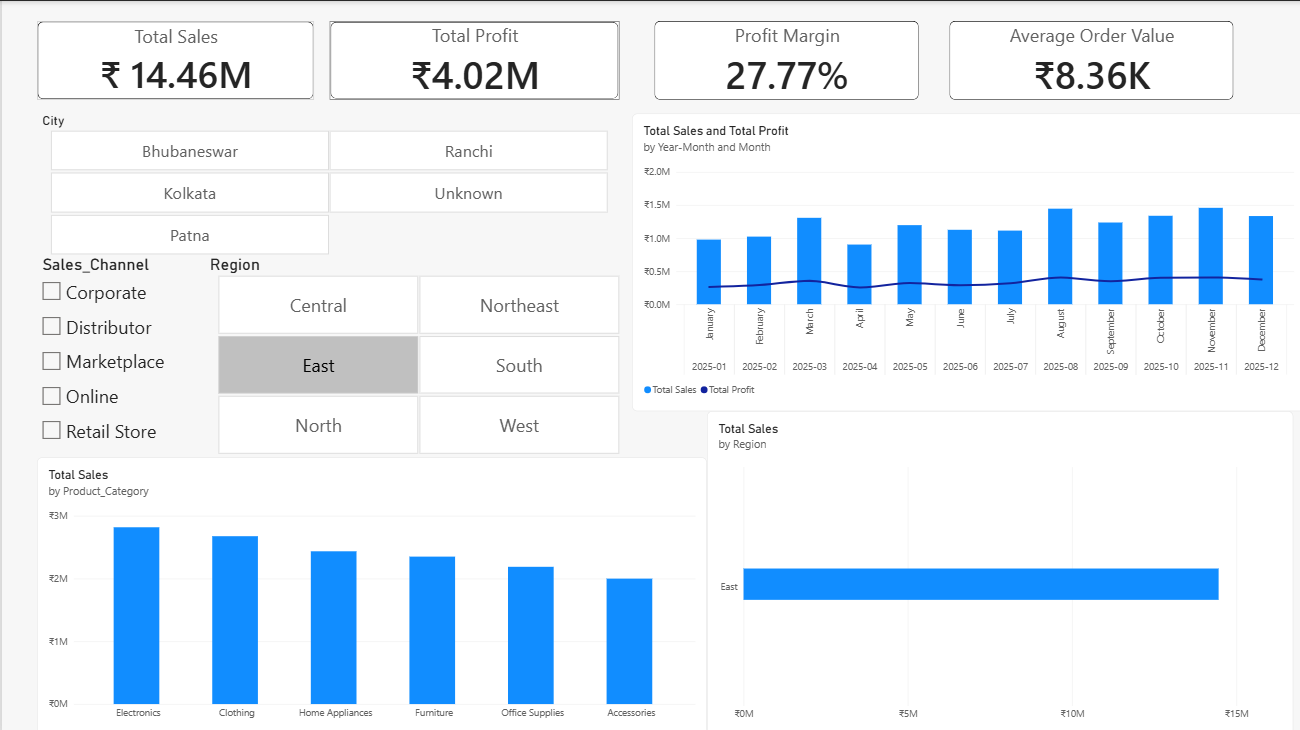 Total Sales
₹ 14.46M
Total Profit
₹4.02M
Profit Margin
27.77%
Average Order Value
₹8.36K
City
Bhubaneswar
Ranchi
Kolkata
Unknown
Patna
Sales_Channel
Corporate
Distributor
Marketplace
Online
Retail Store
Region
Central
Northeast
East
South
North
West
Total Sales and Total Profit
by Year-Month and Month
₹2.0M
₹1.5M
₹1.0M
₹0.5M
₹0.0M
January
February
March
April
May
June
July
August
September
October
November
December
2025-01
2025-02
2025-03
2025-04
2025-05
2025-06
2025-07
2025-08
2025-09
2025-10
2025-11
2025-12
Total Sales
Total Profit
Total Sales
by Product_Category
₹3M
₹2M
₹1M
₹0M
Electronics
Clothing
Home Appliances
Furniture
Office Supplies
Accessories
Total Sales
by Region
East
₹0M
₹5M
₹10M
₹15M